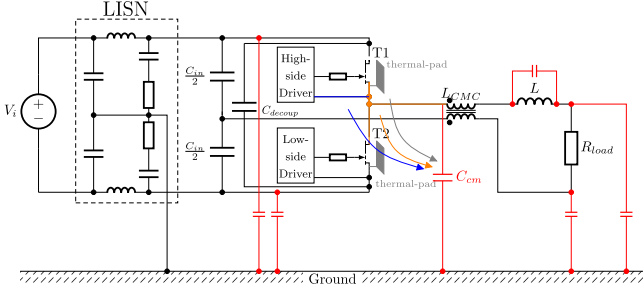 LISN
V_i
+
−
C_in
2
C_in
2
C_decoup
High-
side
Driver
Low-
side
Driver
T1
thermal-pad
T2
thermal-pad
L_CMC
C_cm
L
R_load
Ground